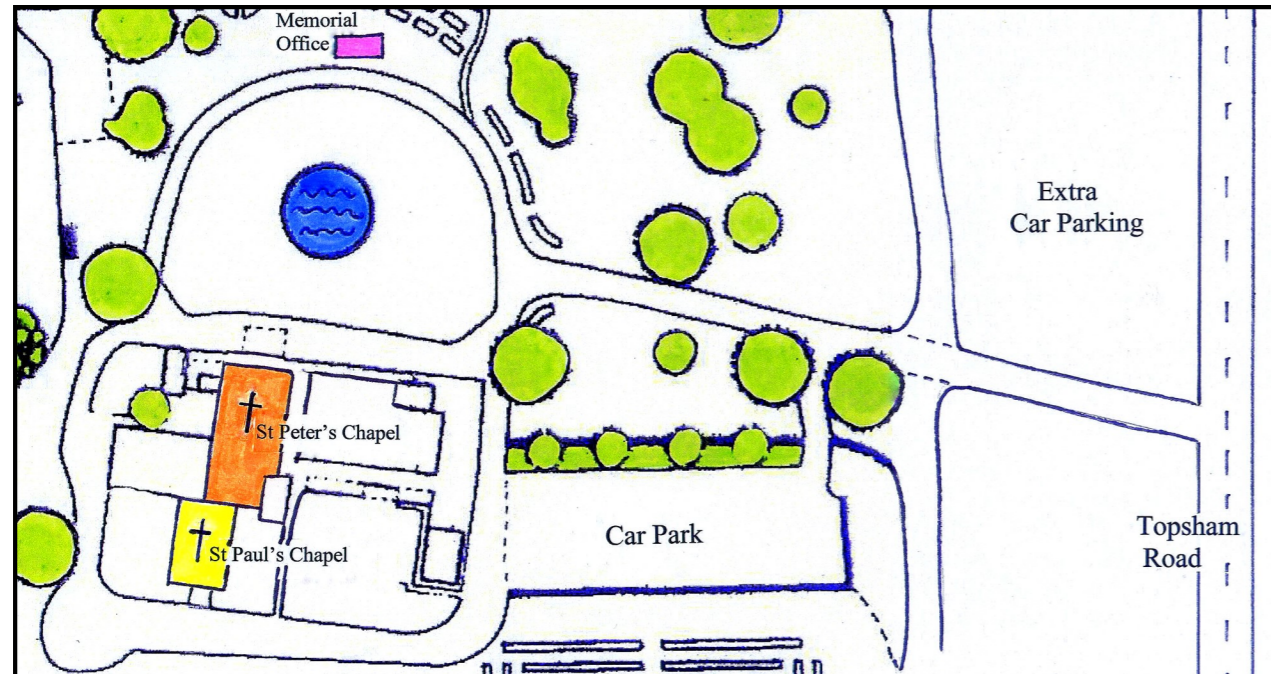 Memorial
Office
Extra
Car Parking
St Peter's Chapel
Car Park
Topsham
Road
St Paul's Chapel